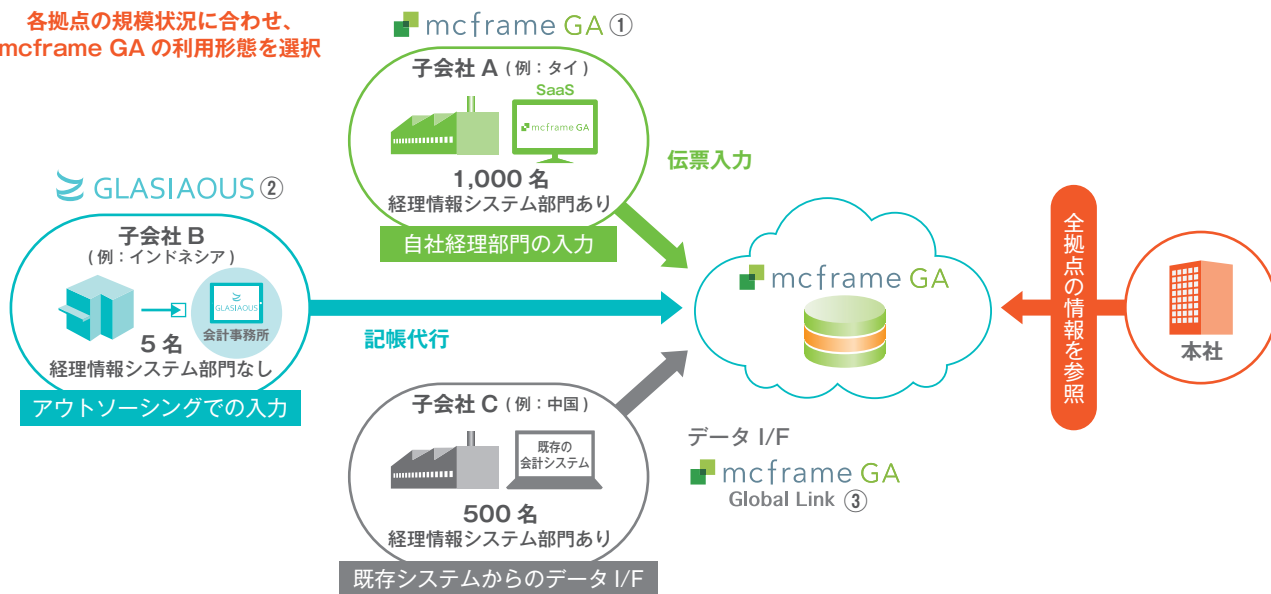 各拠点の規模状況に合わせ、
mcframe GA の利用形態を選択
mcframe GA ①
子会社 A ( 例：タイ )
SaaS
mcframe GA
1,000 名
経理情報システム部門あり
自社経理部門の入力
伝票入力
GLASIAOUS ②
子会社 B
( 例：インドネシア )
GLASIAOUS
会計事務所
5 名
経理情報システム部門なし
アウトソーシングでの入力
記帳代行
子会社 C ( 例：中国 )
既存の
会計システム
500 名
経理情報システム部門あり
既存システムからのデータ I/F
データ I/F
mcframe GA
Global Link ③
mcframe GA
全拠点の情報を参照
本社